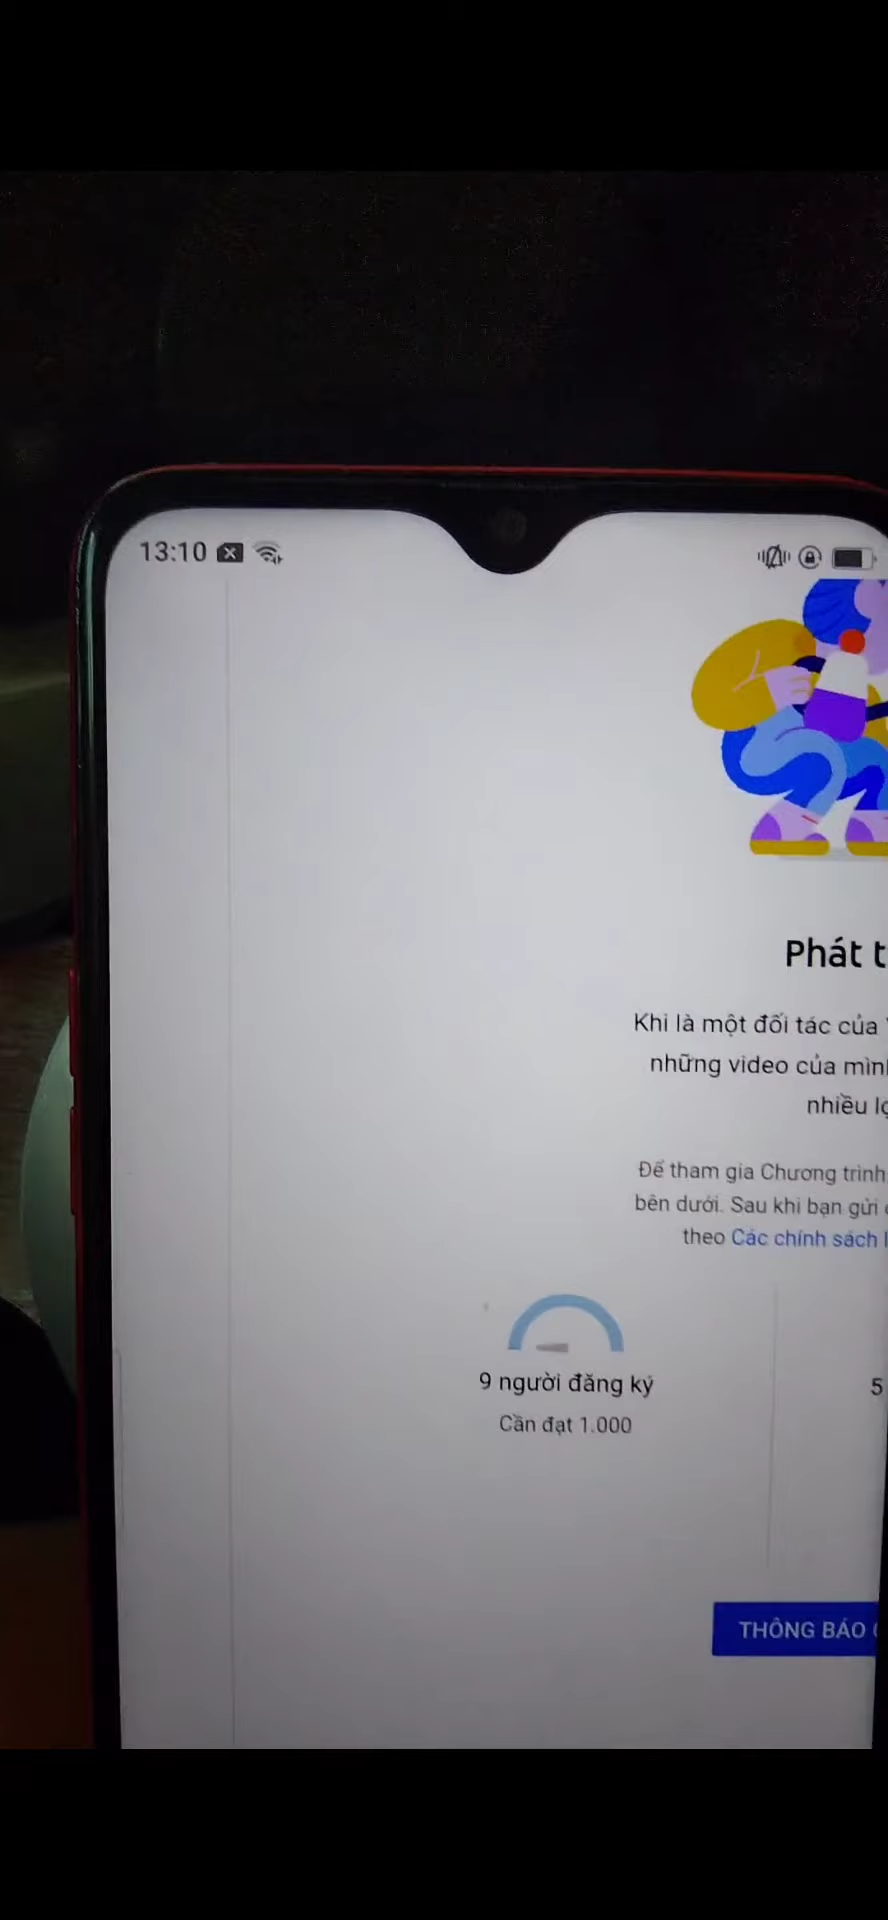 13:10
Phát
Khi là một đối tác của
những video của
nhiều
Để tham gia Chương trình
bên dưới. Sau khi bạn gửi
theo Các chính sách
9 người đăng ký
5
Cần đạt 1.000
THÔNG BÁO